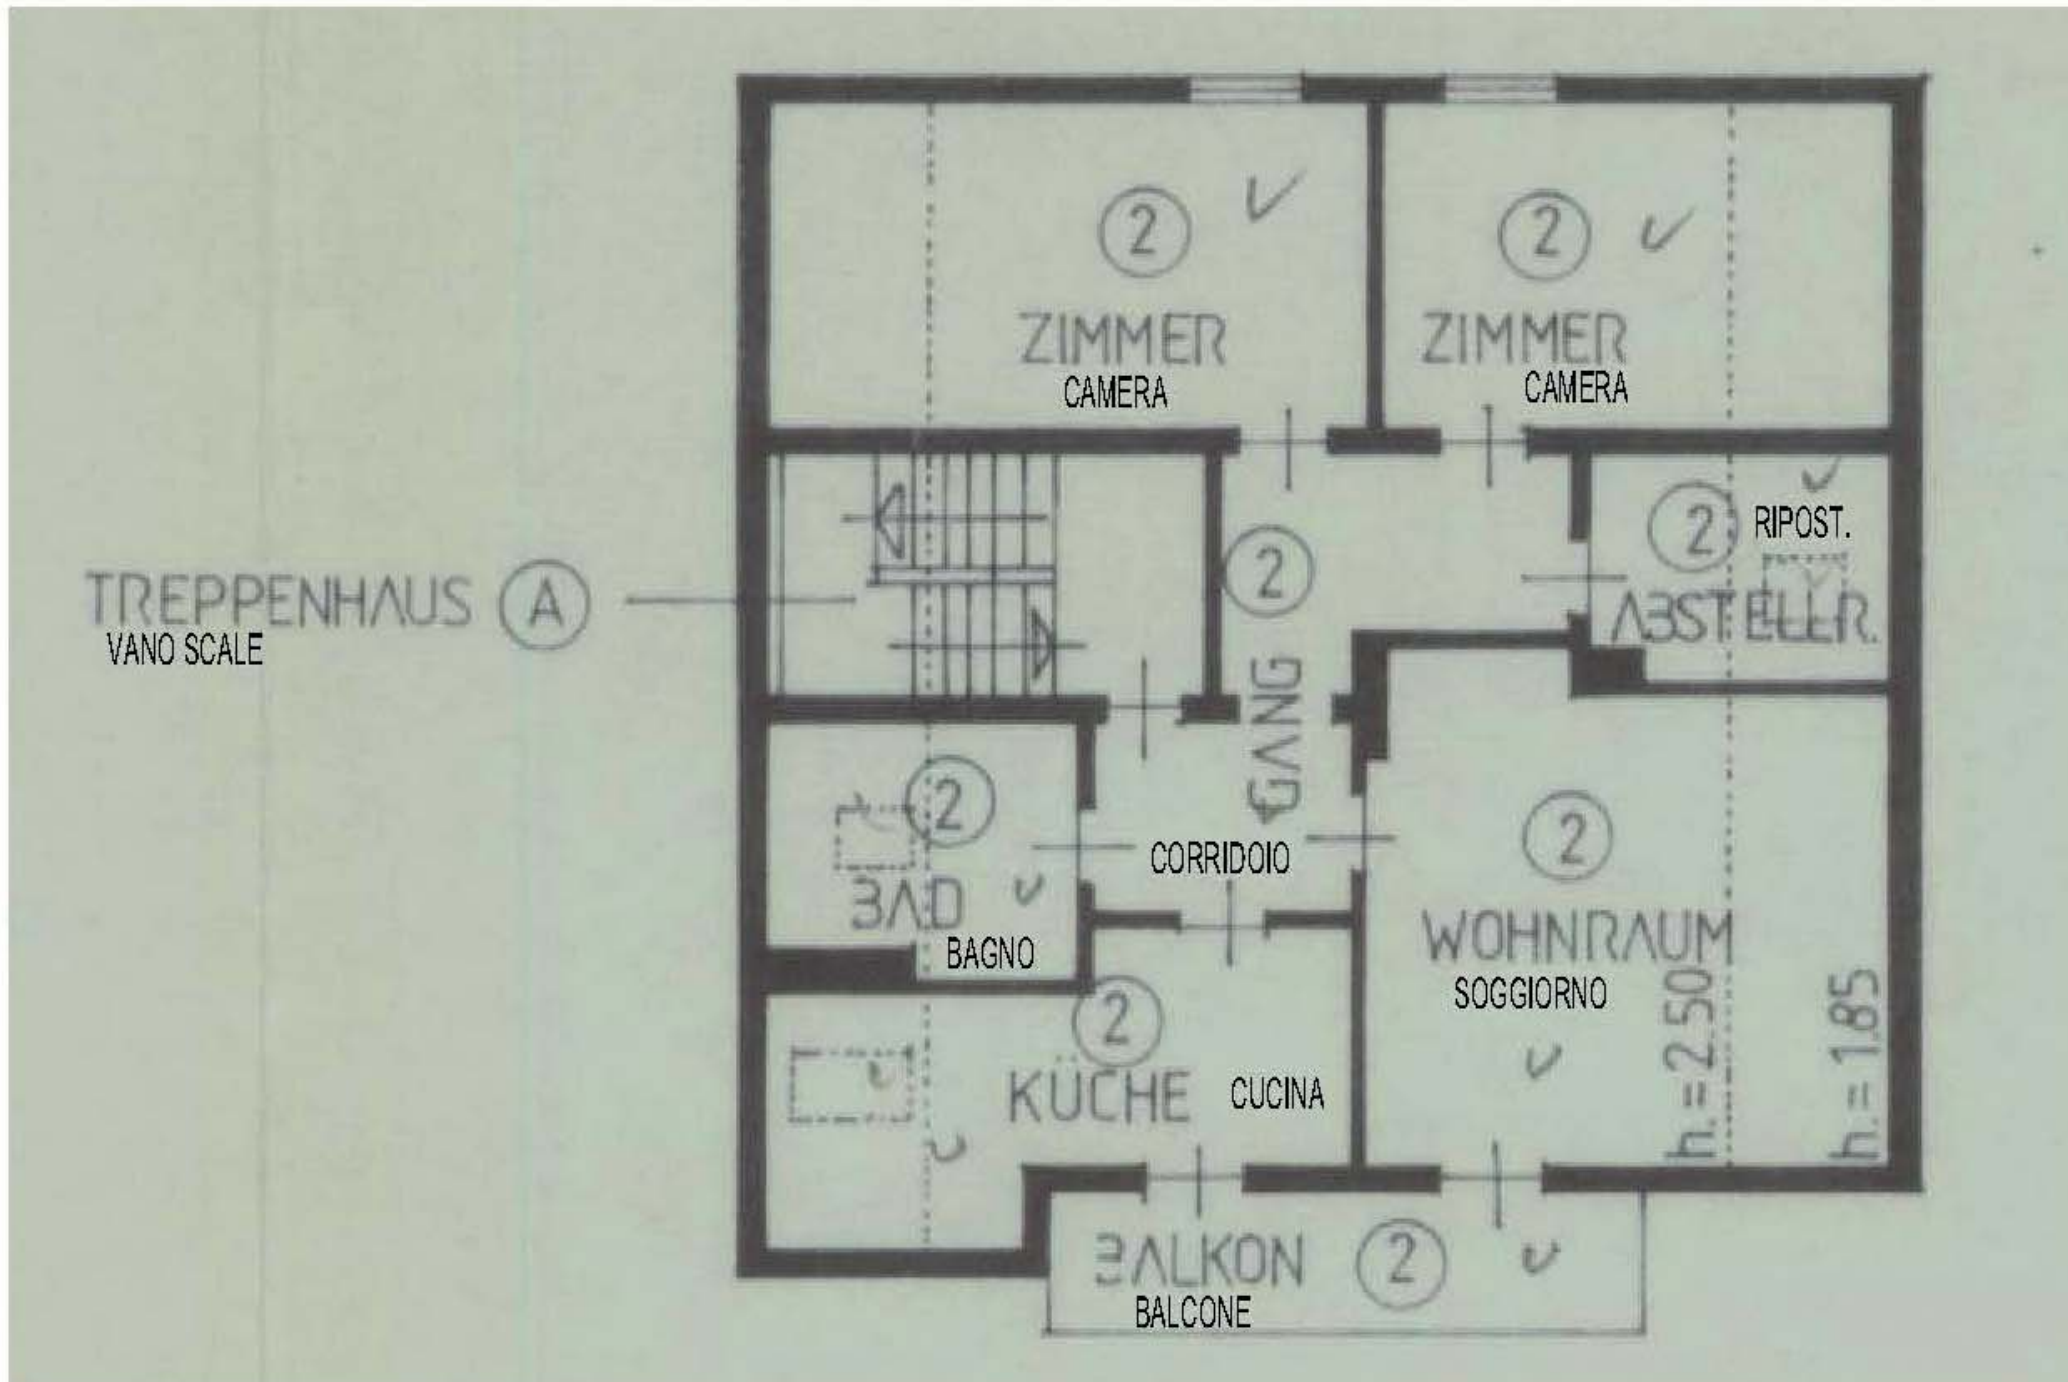 2
2
ZIMMER
CAMERA
ZIMMER
CAMERA
2
RIPOST.
ABSTELLR.
TREPPENHAUS A
VANO SCALE
2
GANG
CORRIDOIO
2
BAD
BAGNO
2
WOHNRAUM
SOGGIORNO
h.=2.50
h.=1.85
2
KÜCHE
CUCINA
BALKON 2
BALCONE